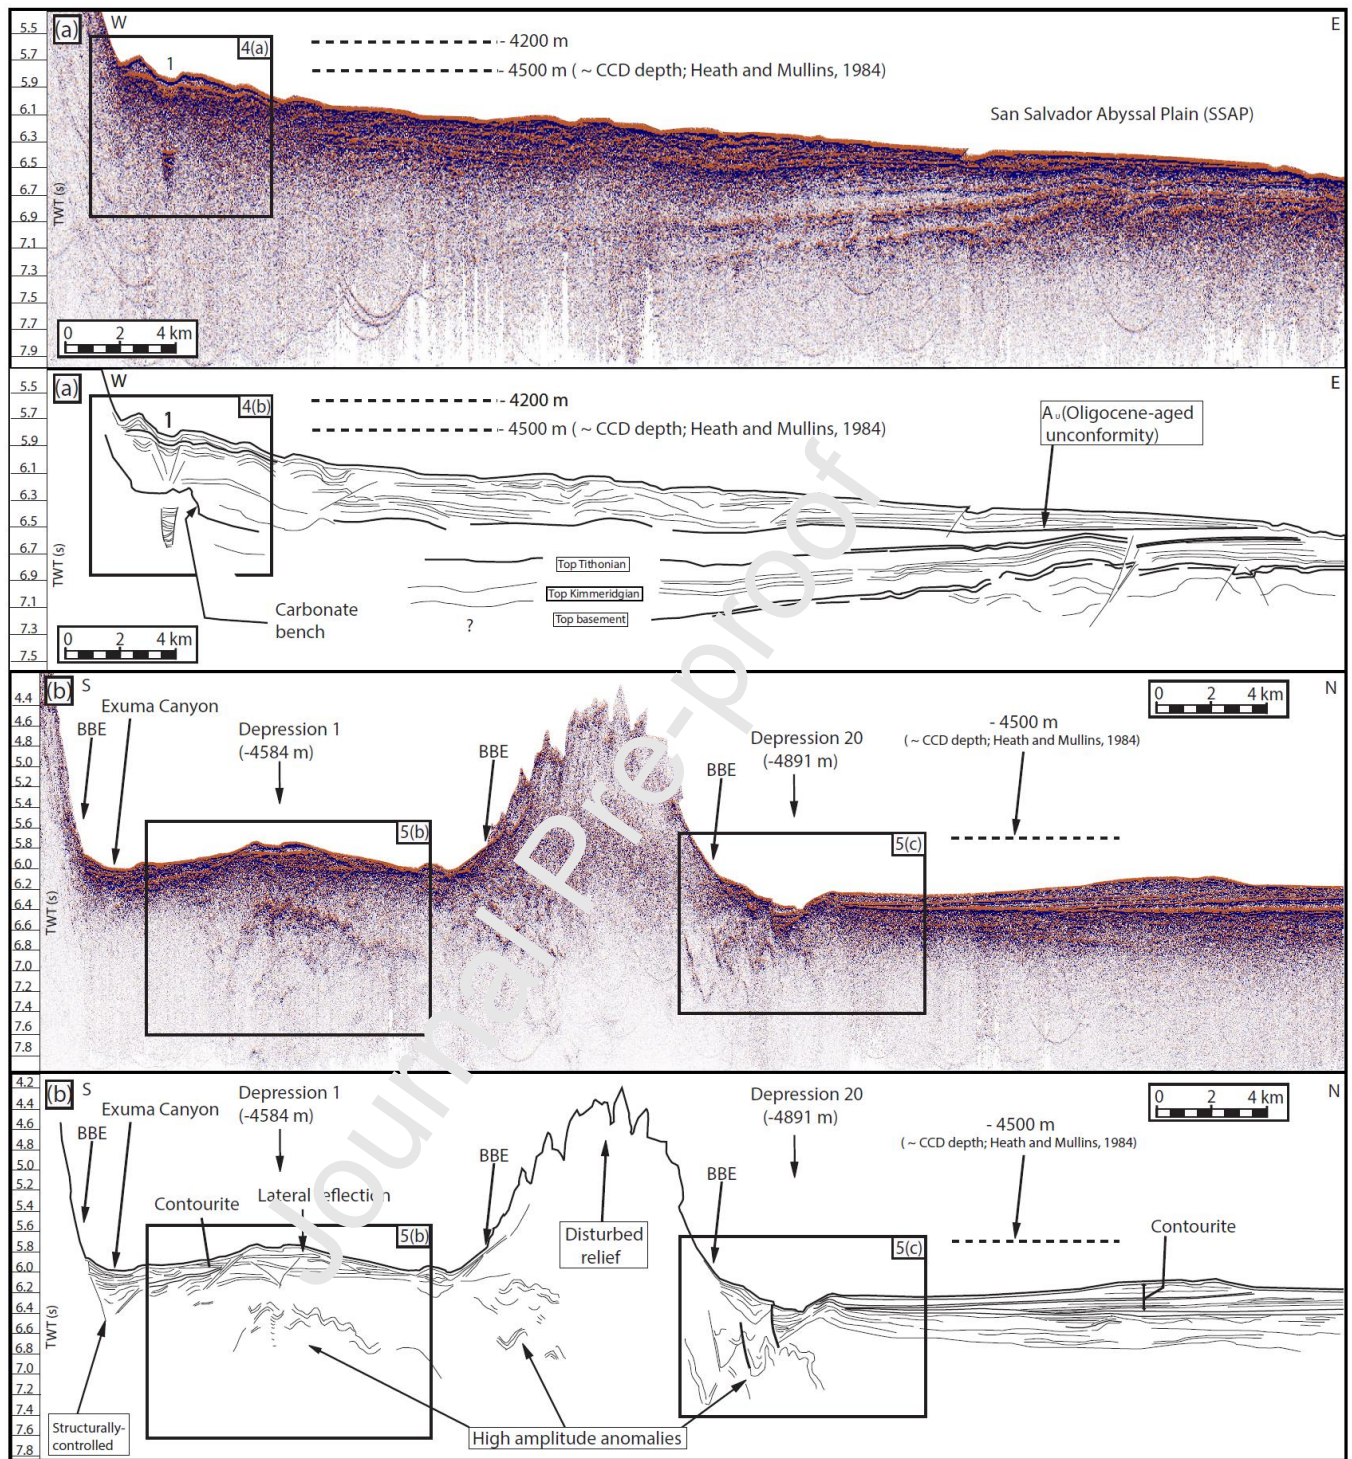 (a)
W
E
5.5
5.7
5.9
6.1
6.3
6.5
6.7
6.9
7.1
7.3
7.5
7.7
7.9
TWT (s)
4(a)
1
- 4200 m
- 4500 m ( ~ CCD depth; Heath and Mullins, 1984)
San Salvador Abyssal Plain (SSAP)
0 2 4 km
(a)
W
E
5.5
5.7
5.9
6.1
6.3
6.5
6.7
6.9
7.1
7.3
7.5
TWT (s)
4(b)
1
- 4200 m
- 4500 m ( ~ CCD depth; Heath and Mullins, 1984)
Au (Oligocene-aged
unconformity)
Top Tithonian
Top Kimmeridgian
Top basement
?
Carbonate
bench
0 2 4 km
(b)
S
N
4.4
4.6
4.8
5.0
5.2
5.4
5.6
5.8
6.0
6.2
6.4
6.6
6.8
7.0
7.2
7.4
7.6
7.8
TWT (s)
Exuma Canyon
BBE
Depression 1
(-4584 m)
BBE
BBE
Depression 20
(-4891 m)
- 4500 m
( ~ CCD depth; Heath and Mullins, 1984)
0 2 4 km
5(b)
5(c)
(b)
S
N
4.2
4.4
4.6
4.8
5.0
5.2
5.4
5.6
5.8
6.0
6.2
6.4
6.6
6.8
7.0
7.2
7.4
7.6
7.8
TWT (s)
Exuma Canyon
BBE
Depression 1
(-4584 m)
BBE
BBE
Depression 20
(-4891 m)
- 4500 m
( ~ CCD depth; Heath and Mullins, 1984)
0 2 4 km
Contourite
Lateral reflection
5(b)
Disturbed
relief
5(c)
Contourite
Structurally-
controlled
High amplitude anomalies
Journal Pre-proof